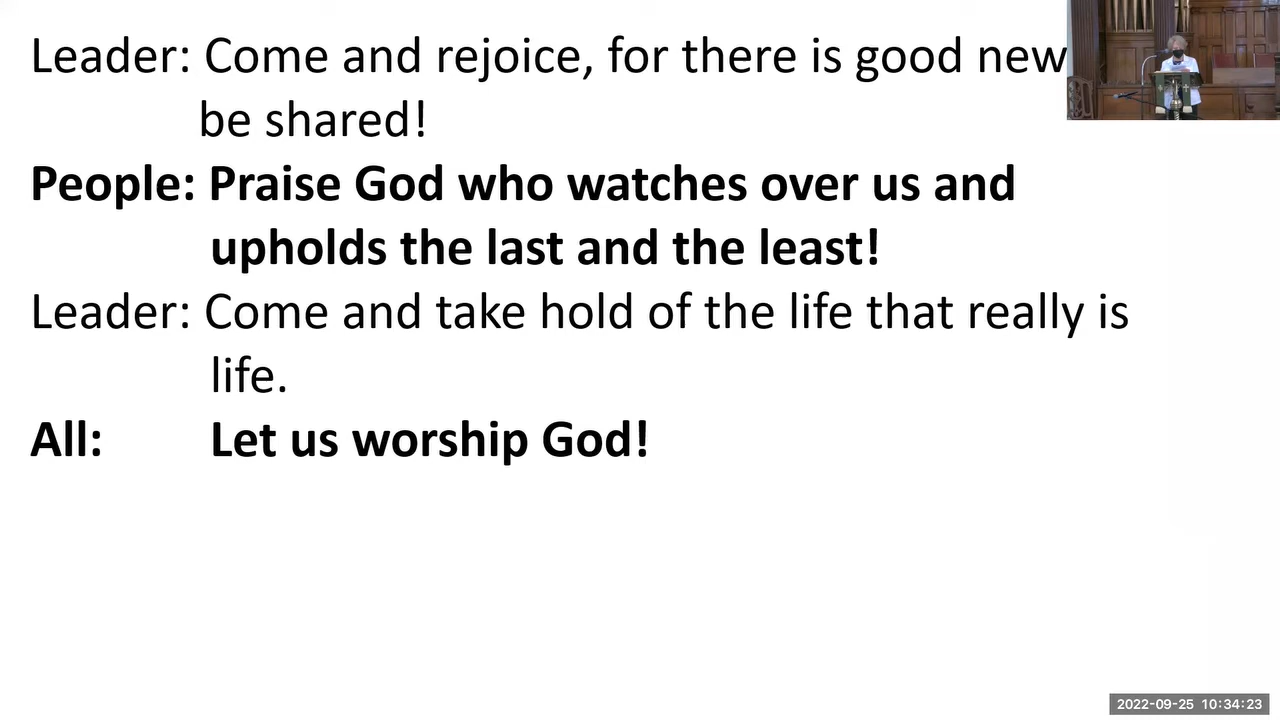 Leader: Come and rejoice, for there is good new
be shared!
People: Praise God who watches over us and
upholds the last and the least!
Leader: Come and take hold of the life that really is
life.
All: Let us worship God!
2022-09-25 10:34:23